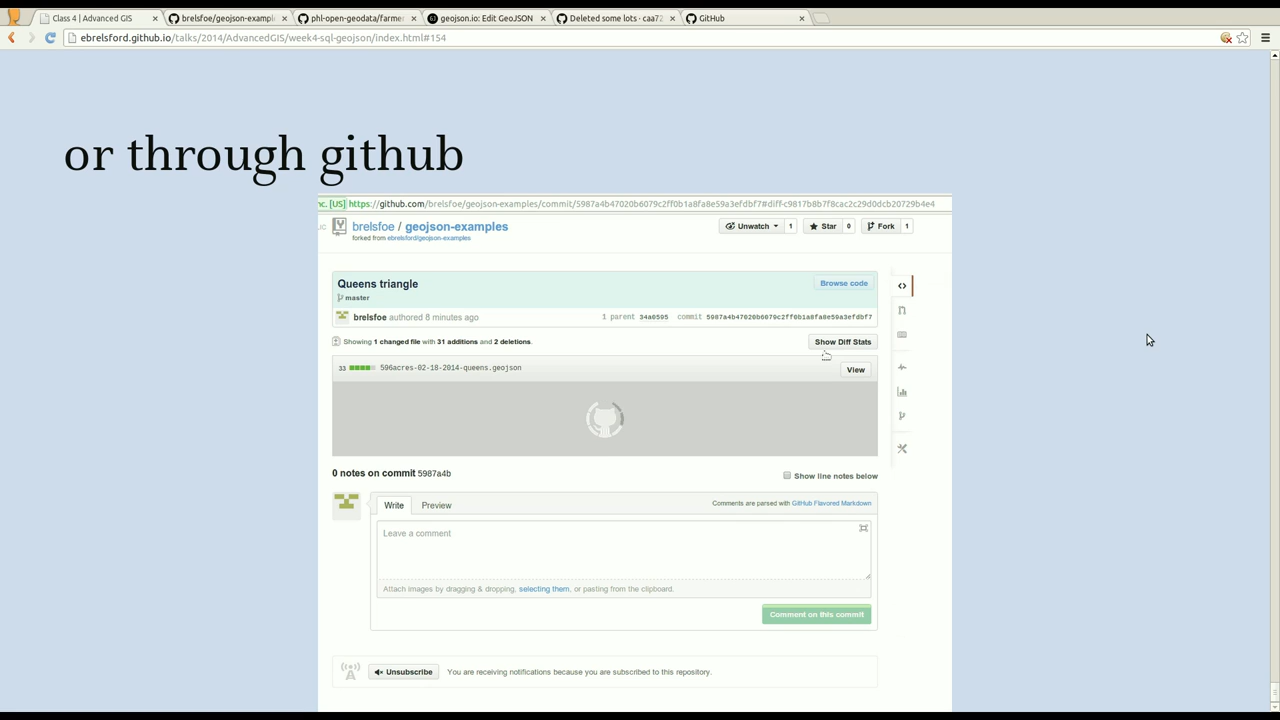 Class 4 | Advanced GIS
brelsfoe/geojson-exampl
phl-open-geodata/farme
geojson.io: Edit GeoJSON
Deleted some lots · caa72
GitHub
ebrelsford.github.io/talks/2014/AdvancedGIS/week4-sql-geojson/index.html#154
or through github
nc. [US] https://github.com/brelsfoe/geojson-examples/commit/5987a4b47020b6079c2ff0b1a8fa8e59a3efdbf7#diff-c9817b8b7f8cac2c29d0dcb20729b4e4
brelsfoe / geojson-examples
forked from ebrelsford/geojson-examples
Unwatch 1
Star 0
Fork 1
Queens triangle
Browse code
master
brelsfoe authored 8 minutes ago
1 parent 34a0595 commit 5987a4b47020b6079c2ff0b1a8fa8e59a3efdbf7
Showing 1 changed file with 31 additions and 2 deletions.
Show Diff Stats
33 596acres-02-18-2014-queens.geojson
View
0 notes on commit 5987a4b
Show line notes below
Write
Preview
Comments are parsed with GitHub Flavored Markdown
Leave a comment
Attach images by dragging & dropping, selecting them, or pasting from the clipboard.
Comment on this commit
Unsubscribe
You are receiving notifications because you are subscribed to this repository.